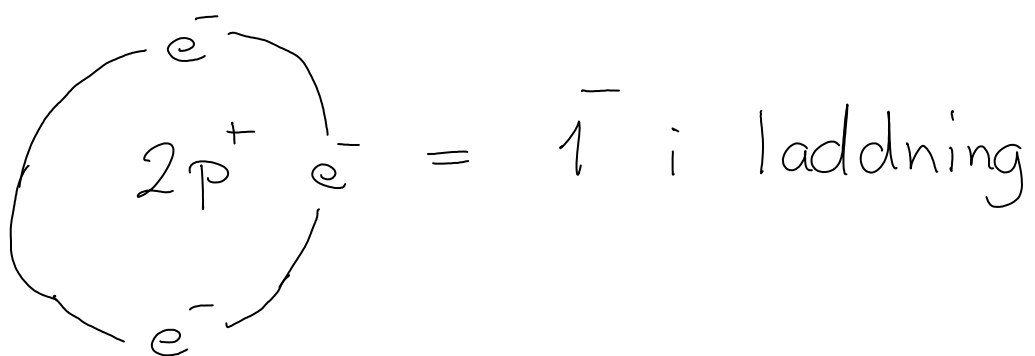 e⁻
2p⁺ e⁻ = 1⁻ i laddning
e⁻